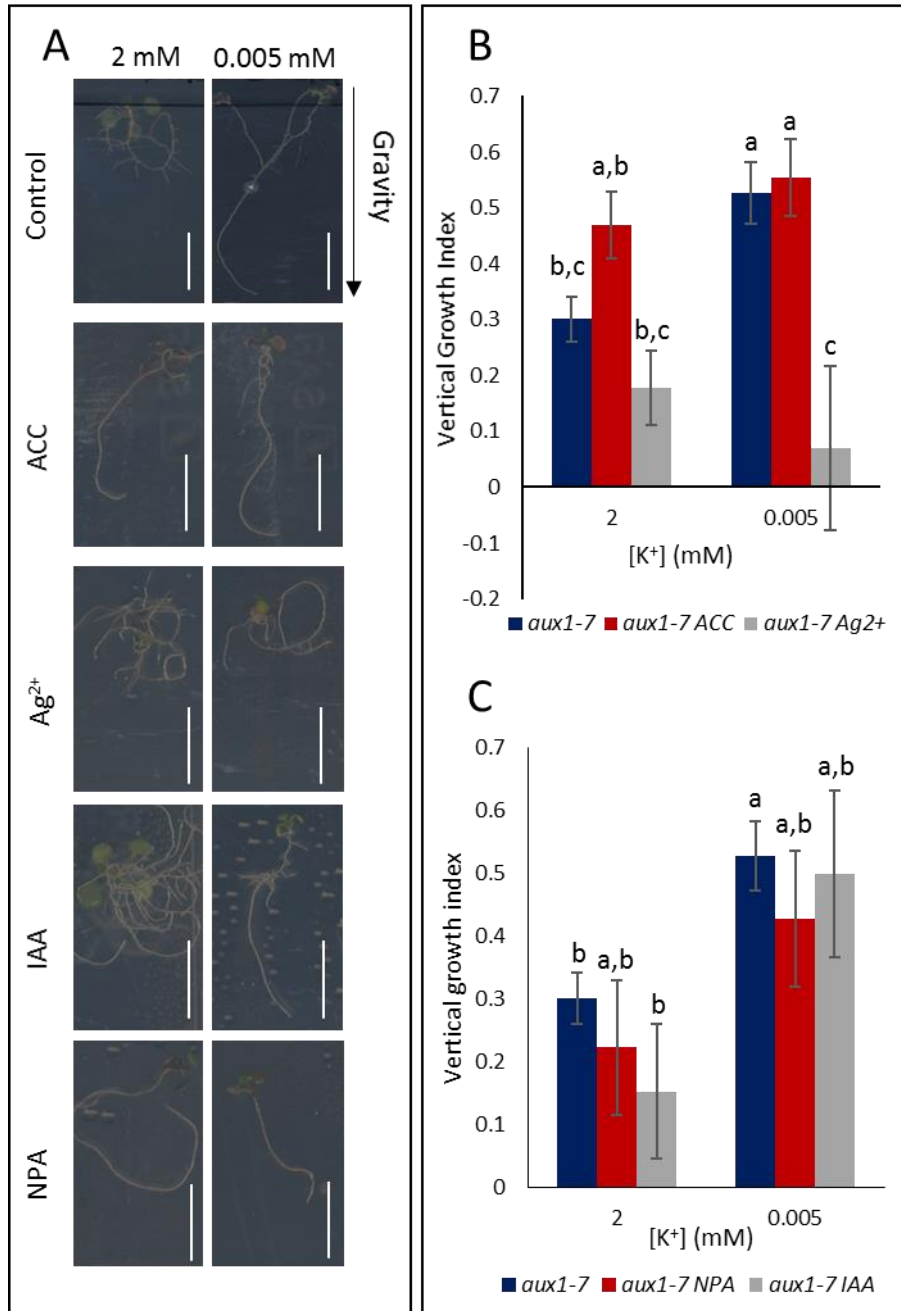 A
2 mM 0.005 mM
Control
Gravity
ACC
Ag²⁺
IAA
NPA
B
Vertical Growth Index
0.7
0.6
0.5
0.4
0.3
0.2
0.1
0
-0.1
-0.2
b,c
a,b
b,c
a
a
c
2 0.005
[K⁺] (mM)
aux1-7 aux1-7 ACC aux1-7 Ag2+
C
Vertical growth index
0.7
0.6
0.5
0.4
0.3
0.2
0.1
0
b
a,b
b
a
a,b
a,b
2 0.005
[K⁺] (mM)
aux1-7 aux1-7 NPA aux1-7 IAA